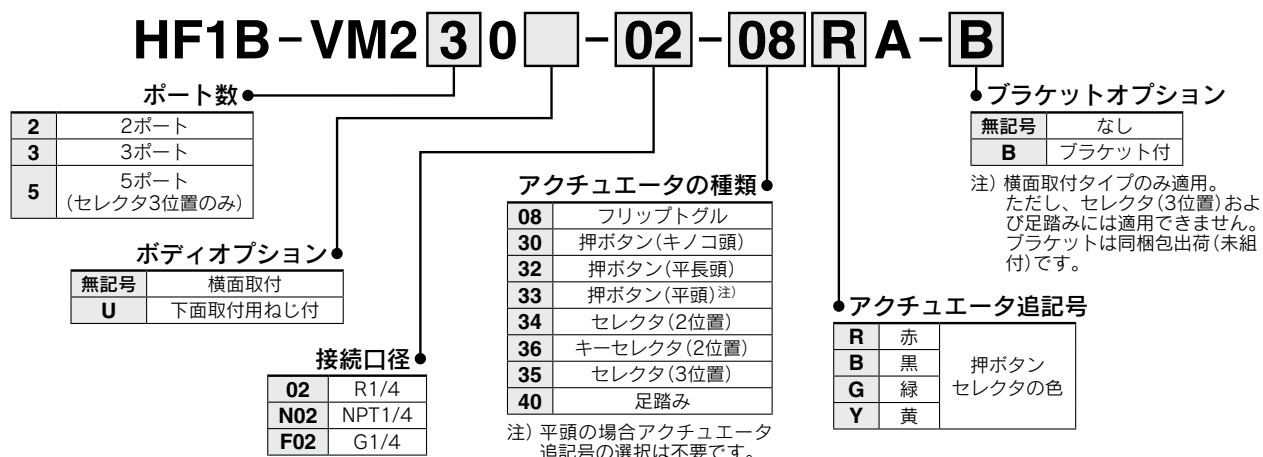 HF1B-VM230-02-08RA-B
ポート数
2 2ポート
3 3ポート
5 5ポート
(セレクタ3位置のみ)
ボディオプション
無記号 横面取付
U 下面取付用ねじ付
接続口径
02 R1/4
N02 NPT1/4
F02 G1/4
アクチュエータの種類
08 フリップトグル
30 押ボタン(キノコ頭)
32 押ボタン(平長頭)
33 押ボタン(平頭)注)
34 セレクタ(2位置)
36 キーセレクタ(2位置)
35 セレクタ(3位置)
40 足踏み
注) 平頭の場合アクチュエータ
追記号の選択は不要です。
ブラケットオプション
無記号 なし
B ブラケット付
注) 横面取付タイプのみ適用。
ただし、セレクタ(3位置)およ
び足踏みには適用できません。
ブラケットは同梱包出荷(未組
付)です。
アクチュエータ追記号
R 赤
B 黒
G 緑
Y 黄
押ボタン
セレクタの色